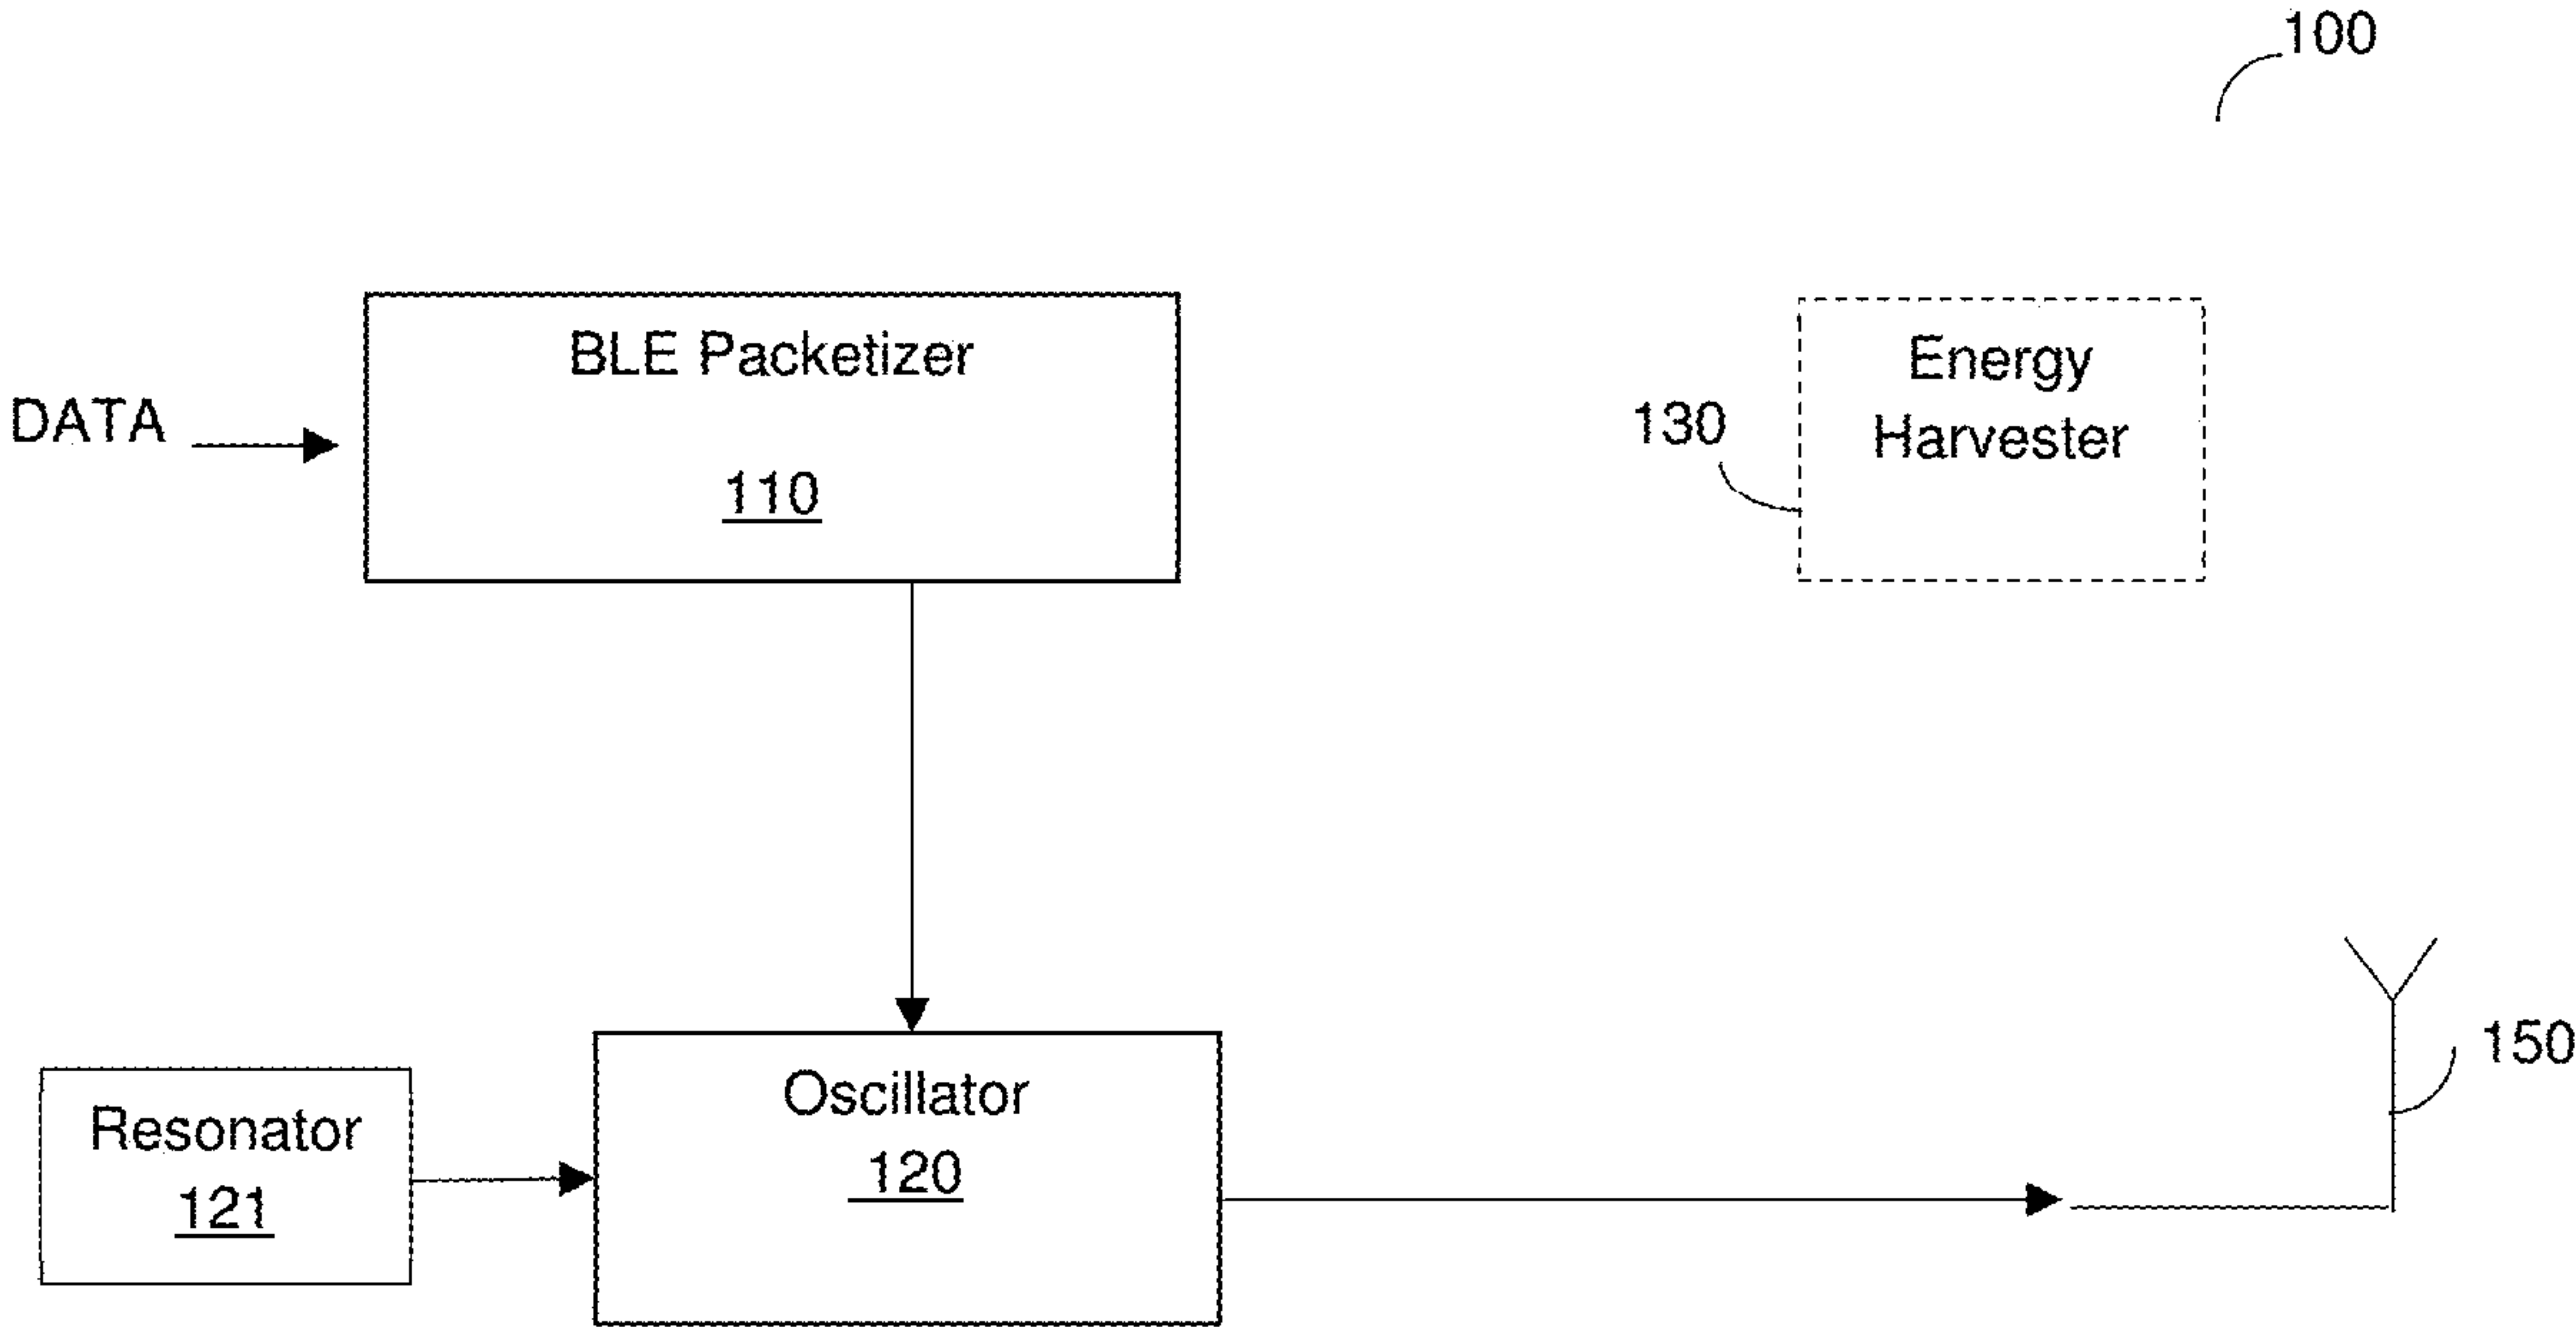 100
BLE Packetizer
110
DATA
Energy
Harvester
130
Resonator
121
Oscillator
120
150